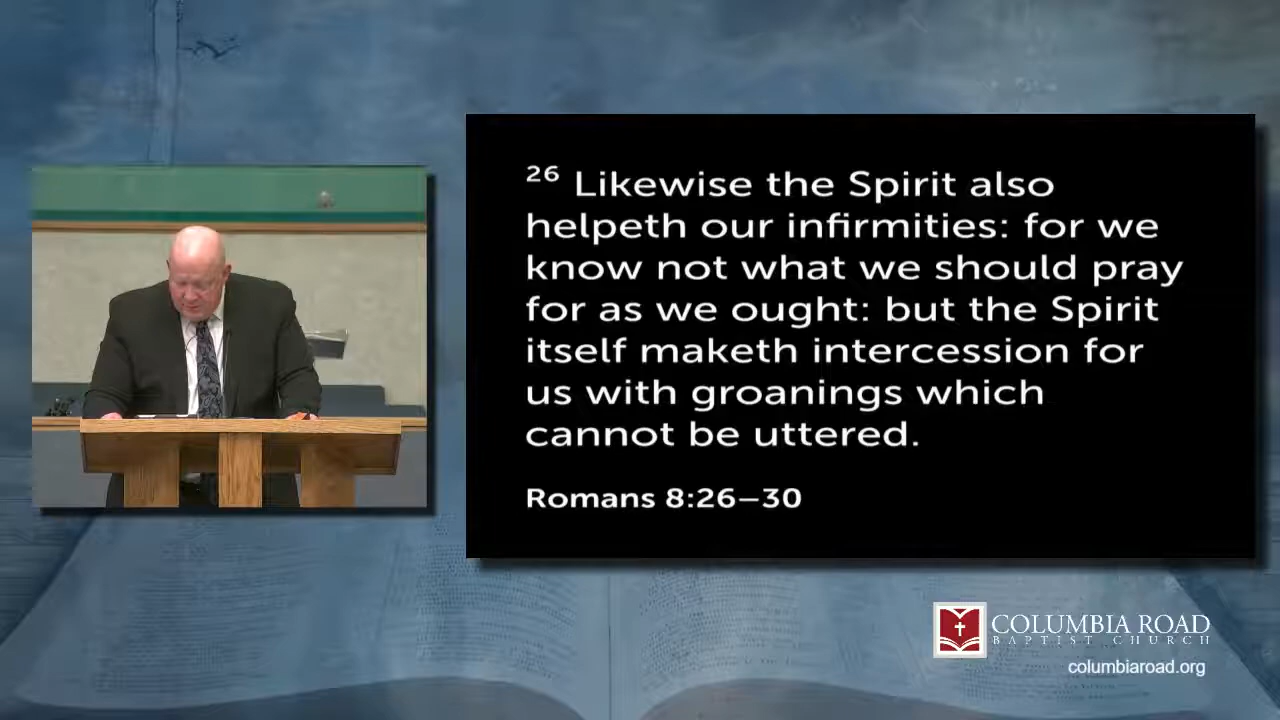 26 Likewise the Spirit also
helpeth our infirmities: for we
know not what we should pray
for as we ought: but the Spirit
itself maketh intercession for
us with groanings which
cannot be uttered.
Romans 8:26–30
COLUMBIA ROAD
BAPTIST CHURCH
columbiaroad.org